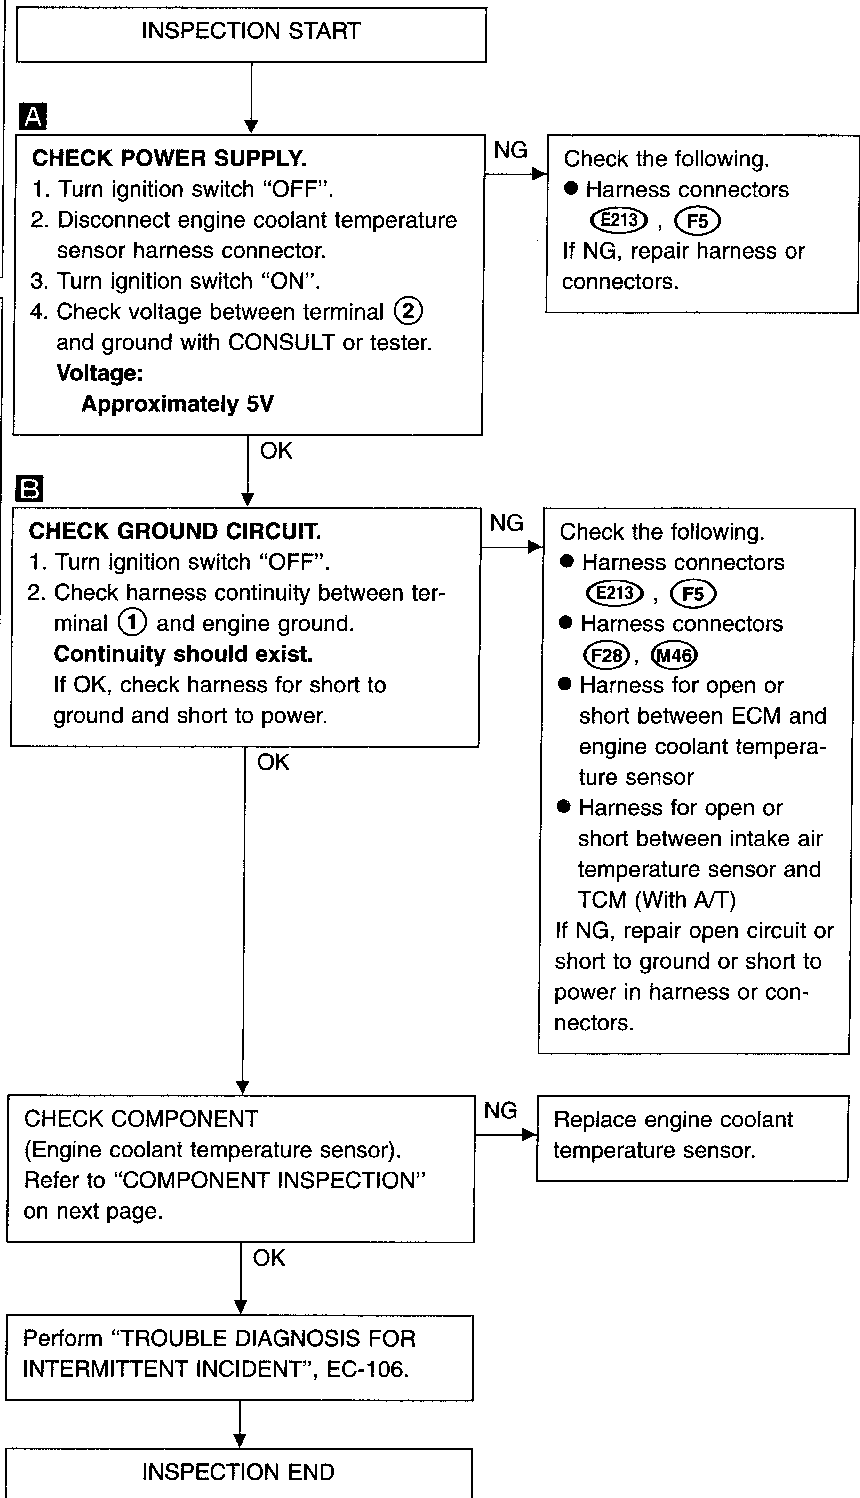 INSPECTION START
A
CHECK POWER SUPPLY.
1. Turn ignition switch “OFF”.
2. Disconnect engine coolant temperature
sensor harness connector.
3. Turn ignition switch “ON”.
4. Check voltage between terminal ②
and ground with CONSULT or tester.
Voltage:
Approximately 5V
NG
Check the following.
● Harness connectors
E213 , F5
If NG, repair harness or
connectors.
OK
B
CHECK GROUND CIRCUIT.
1. Turn ignition switch “OFF”.
2. Check harness continuity between ter-
minal ① and engine ground.
Continuity should exist.
If OK, check harness for short to
ground and short to power.
NG
Check the following.
● Harness connectors
E213 , F5
● Harness connectors
F28 , M46
● Harness for open or
short between ECM and
engine coolant tempera-
ture sensor
● Harness for open or
short between intake air
temperature sensor and
TCM (With A/T)
If NG, repair open circuit or
short to ground or short to
power in harness or con-
nectors.
OK
CHECK COMPONENT
(Engine coolant temperature sensor).
Refer to “COMPONENT INSPECTION”
on next page.
NG
Replace engine coolant
temperature sensor.
OK
Perform “TROUBLE DIAGNOSIS FOR
INTERMITTENT INCIDENT”, EC-106.
INSPECTION END